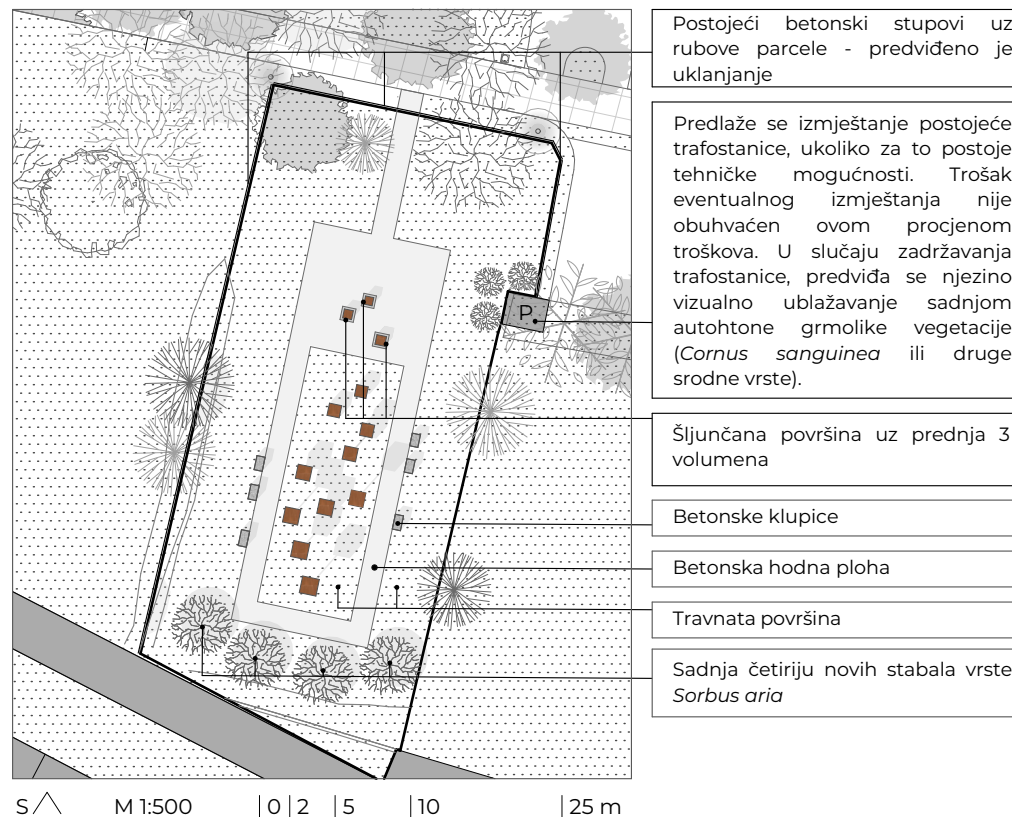 Postojeći betonski stupovi uz
rubove parcele - predviđeno je
uklanjanje
Predlaže se izmještanje postojeće
trafostanice, ukoliko za to postoje
tehničke mogućnosti. Trošak
eventualnog izmještanja nije
obuhvaćen ovom procjenom
troškova. U slučaju zadržavanja
trafostanice, predviđa se njezino
vizualno ublažavanje sadnjom
autohtone grmolike vegetacije
(Cornus sanguinea ili druge
srodne vrste).
P
Šljunčana površina uz prednja 3
volumena
Betonske klupice
Betonska hodna ploha
Travnata površina
Sadnja četiriju novih stabala vrste
Sorbus aria
S M 1:500 0 2 5 10 25 m